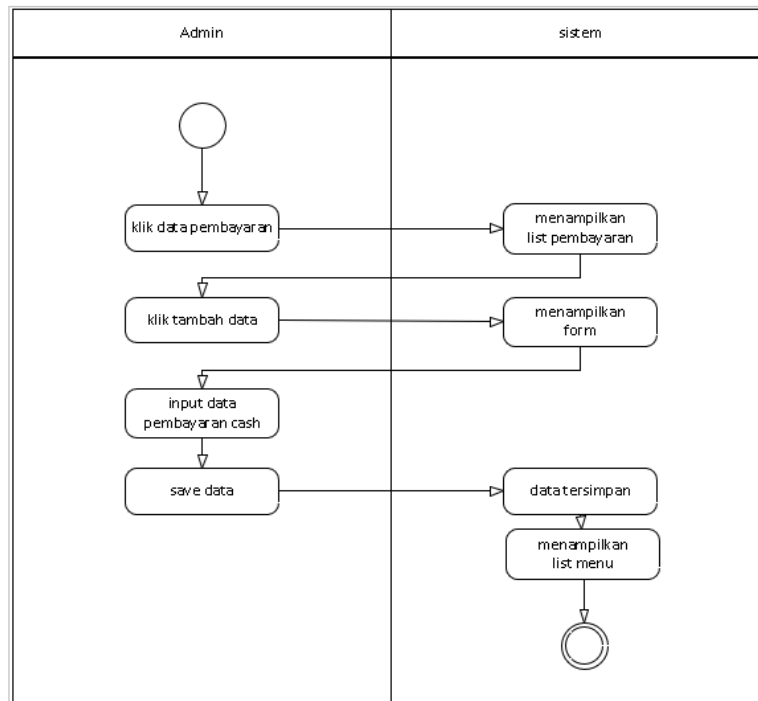 Admin
sistem
klik data pembayaran
menampilkan
list pembayaran
klik tambah data
menampilkan
form
input data
pembayaran cash
save data
data tersimpan
menampilkan
list menu